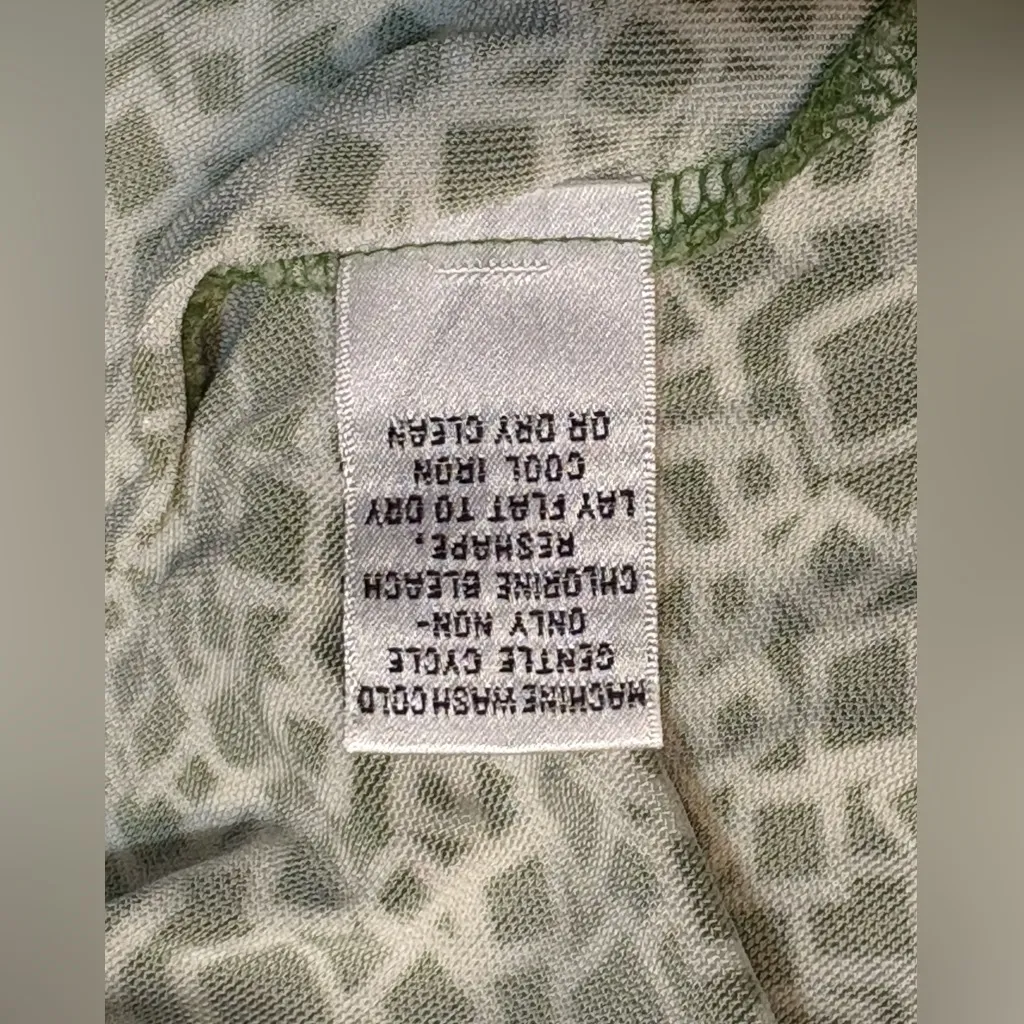 MACHINE WASH COLD
GENTLE CYCLE
ONLY NON-
CHLORINE BLEACH
RESHAPE,
LAY FLAT TO DRY
COOL IRON
OR DRY CLEAN